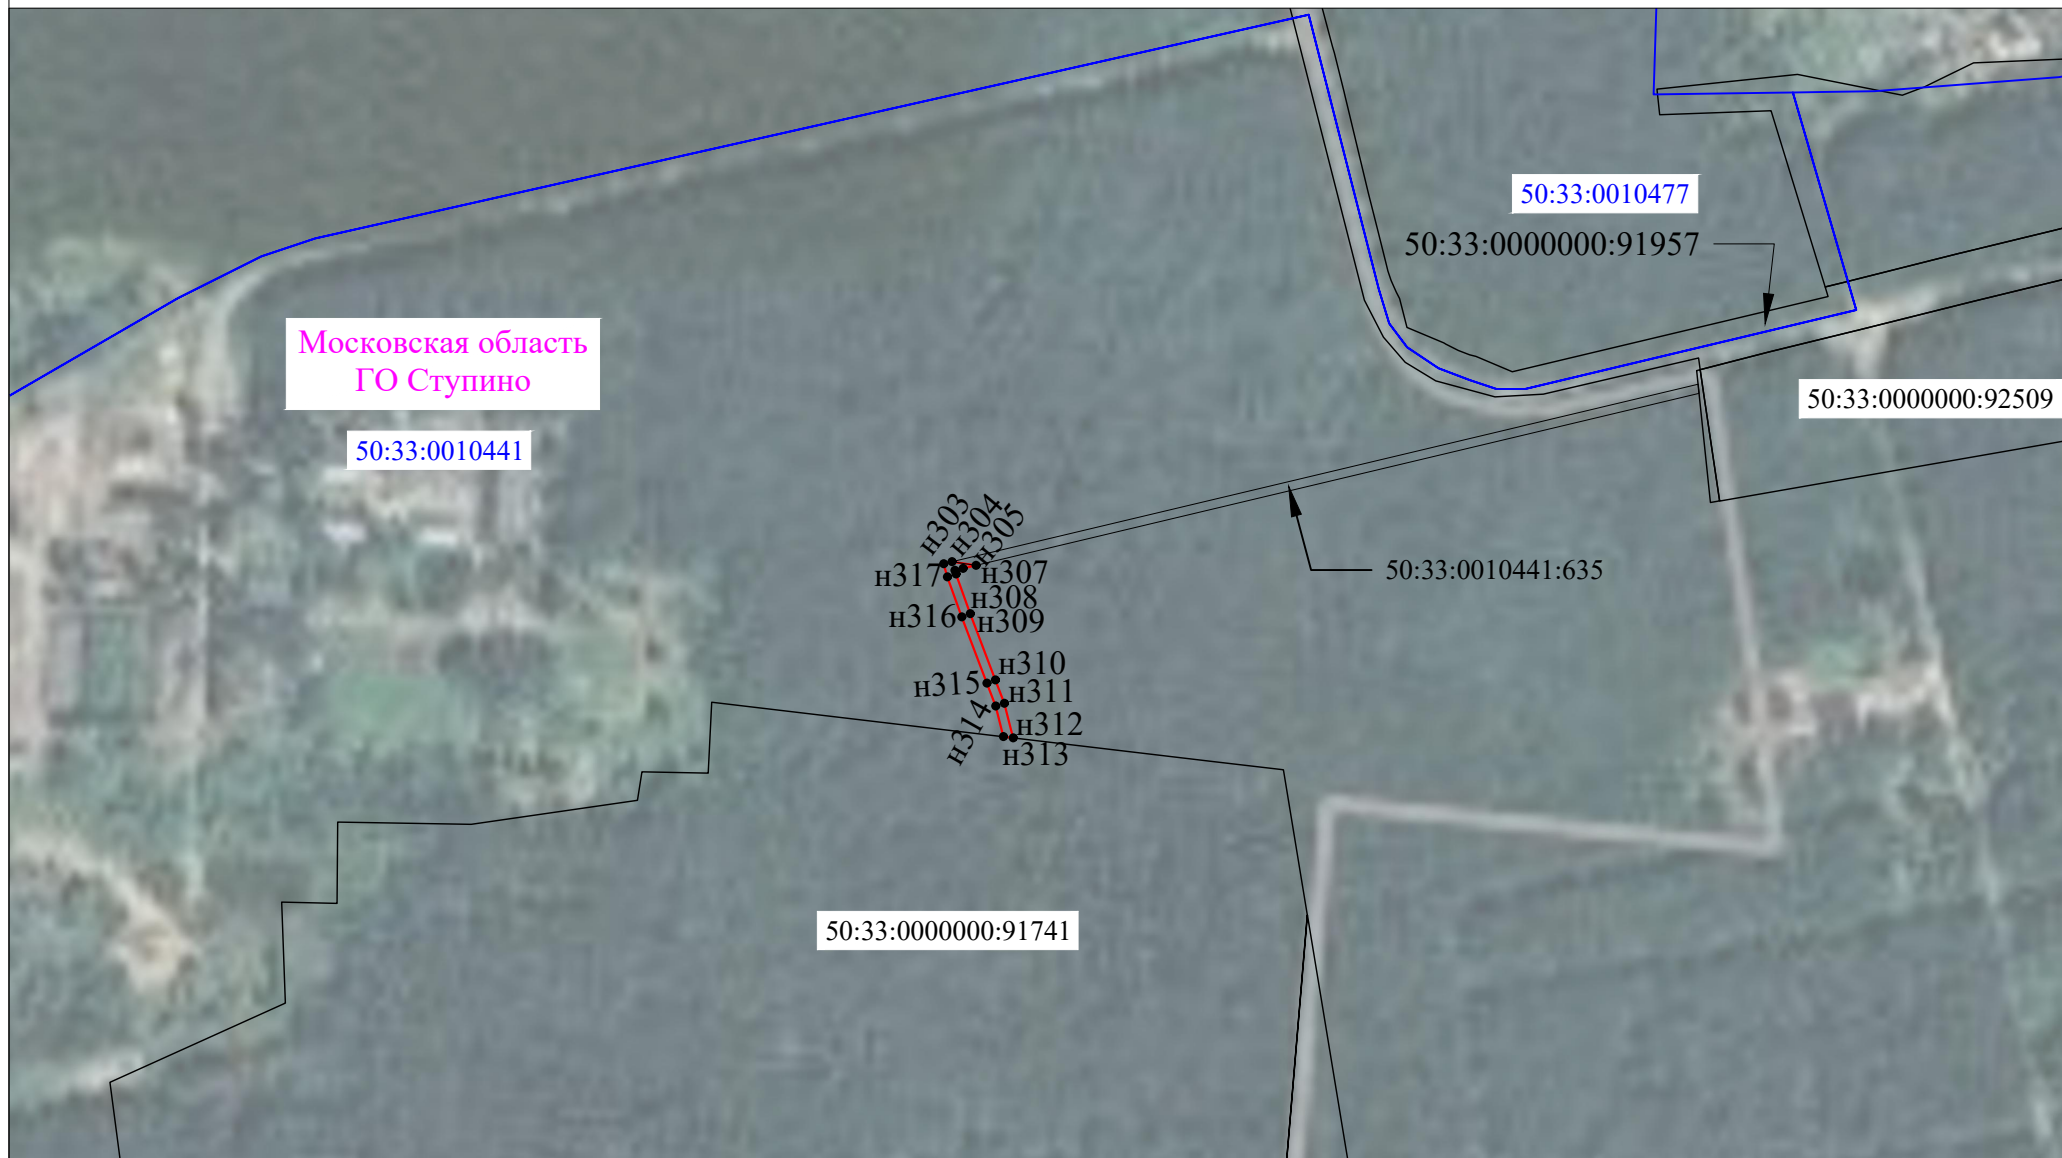 50:33:0010477
50:33:0000000:91957
Московская область
ГО Ступино
50:33:0000000:92509
50:33:0010441
н303
н304
н305
н317
н307
50:33:0010441:635
н308
н316
н309
н310
н315
н311
н314
н312
н313
50:33:0000000:91741